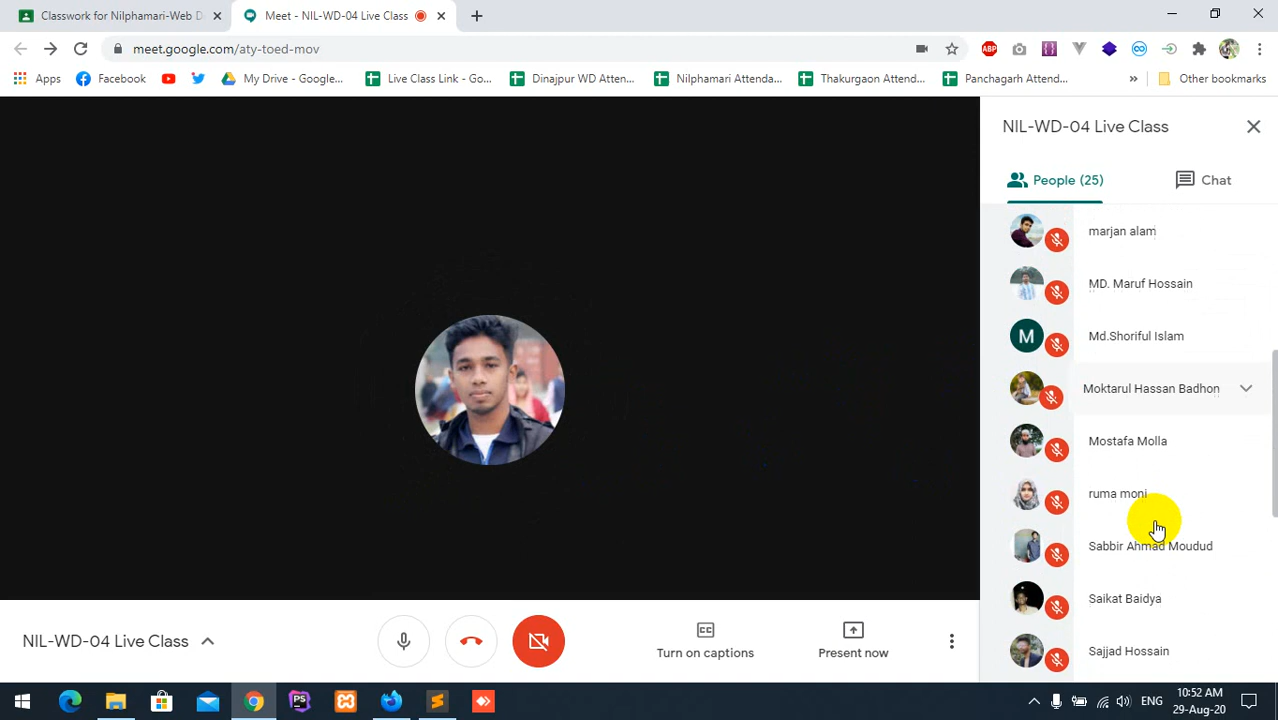 Classwork for Nilphamari-Web D
Meet - NIL-WD-04 Live Class
meet.google.com/aty-toed-mov
ABP
Apps
Facebook
My Drive - Google...
Live Class Link - Go...
Dinajpur WD Atten...
Nilphamari Attenda...
Thakurgaon Attend...
Panchagarh Attend...
»
Other bookmarks
NIL-WD-04 Live Class
People (25)
Chat
marjan alam
MD. Maruf Hossain
M
Md.Shoriful Islam
Moktarul Hassan Badhon
Mostafa Molla
ruma moni
Sabbir Ahmad Moudud
Saikat Baidya
Sajjad Hossain
NIL-WD-04 Live Class
Turn on captions
Present now
PS
ENG
10:52 AM
29-Aug-20